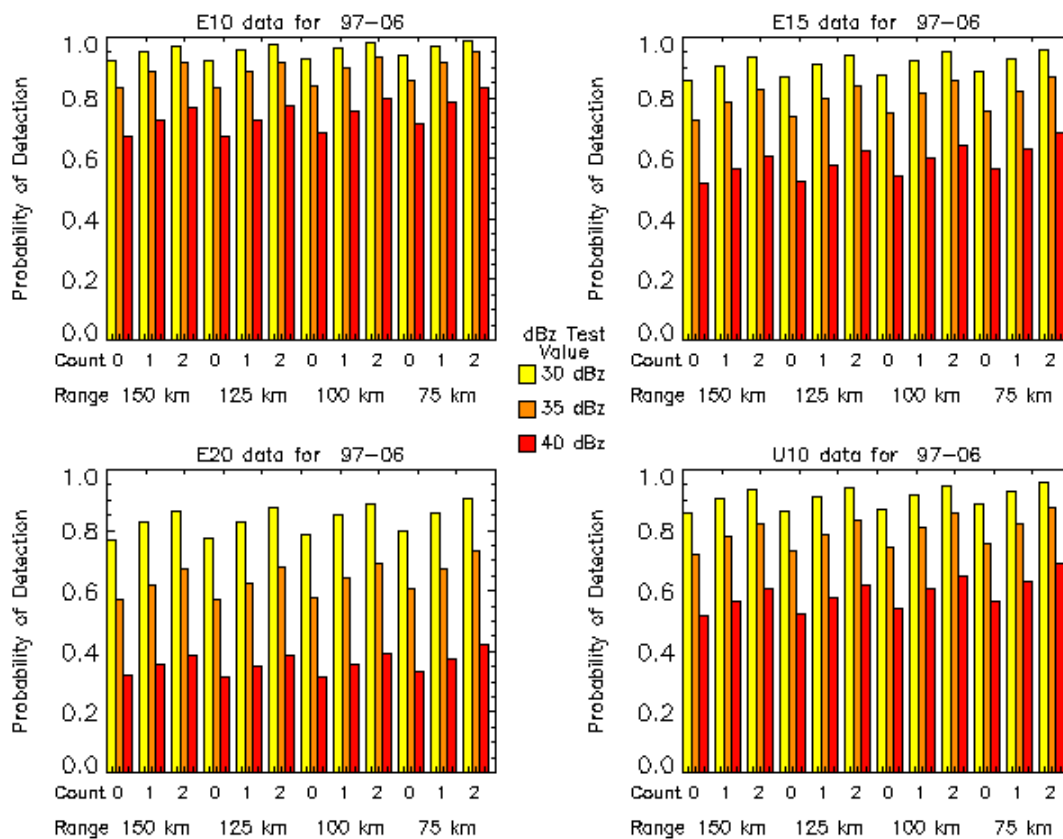 E10 data for 97-06
Probability of Detection
1.0
0.8
0.6
0.4
0.2
0.0
Count 0 1 2 0 1 2 0 1 2 0 1 2
Range 150 km 125 km 100 km 75 km
E15 data for 97-06
Probability of Detection
1.0
0.8
0.6
0.4
0.2
0.0
Count 0 1 2 0 1 2 0 1 2 0 1 2
Range 150 km 125 km 100 km 75 km
dBz Test
Value
30 dBz
35 dBz
40 dBz
E20 data for 97-06
Probability of Detection
1.0
0.8
0.6
0.4
0.2
0.0
Count 0 1 2 0 1 2 0 1 2 0 1 2
Range 150 km 125 km 100 km 75 km
U10 data for 97-06
Probability of Detection
1.0
0.8
0.6
0.4
0.2
0.0
Count 0 1 2 0 1 2 0 1 2 0 1 2
Range 150 km 125 km 100 km 75 km